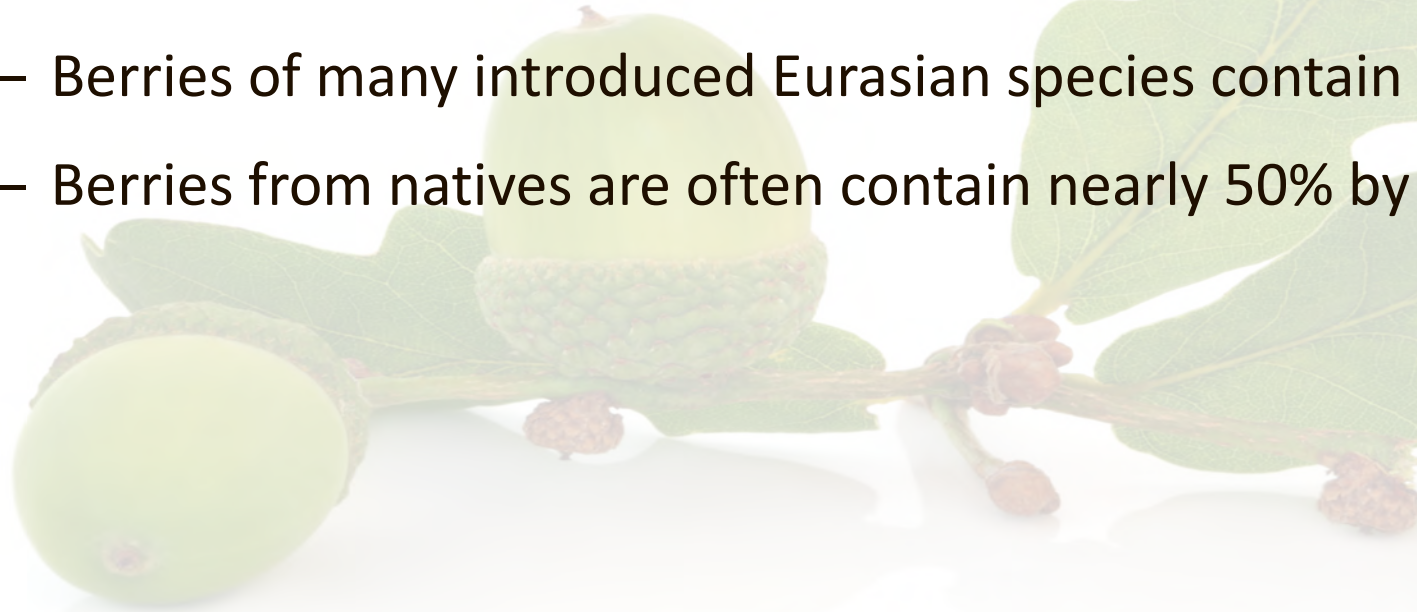 – Berries of many introduced Eurasian species contain
– Berries from natives are often contain nearly 50% by